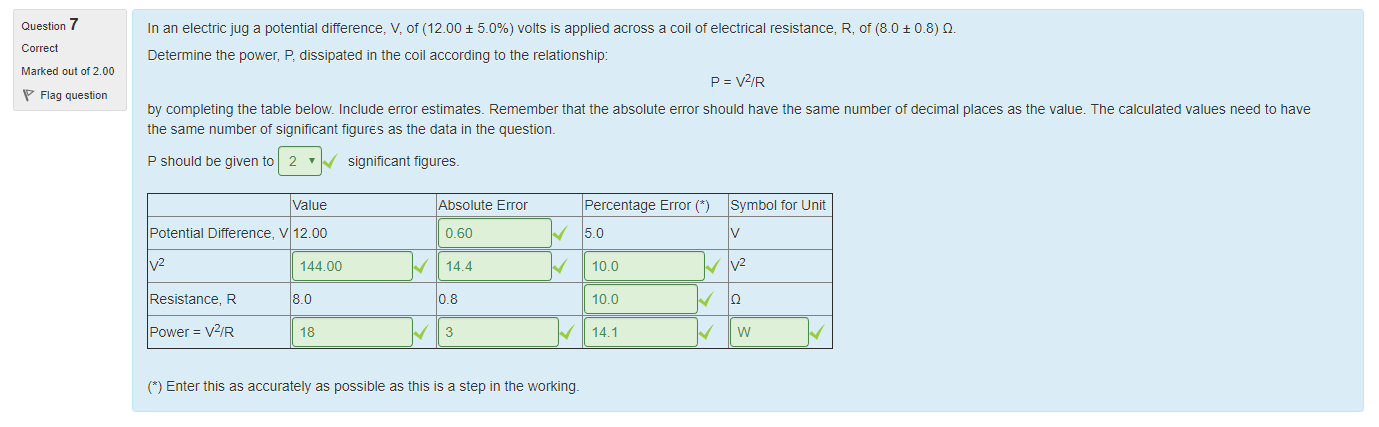 Question 7
Correct
Marked out of 2.00
Flag question
In an electric jug a potential difference, V, of (12.00 ± 5.0%) volts is applied across a coil of electrical resistance, R, of (8.0 ± 0.8) Ω.
Determine the power, P, dissipated in the coil according to the relationship:
P = V²/R
by completing the table below. Include error estimates. Remember that the absolute error should have the same number of decimal places as the value. The calculated values need to have
the same number of significant figures as the data in the question.
P should be given to 2 significant figures.
Value Absolute Error Percentage Error (*) Symbol for Unit
Potential Difference, V 12.00 0.60 5.0 V
V² 144.00 14.4 10.0 V²
Resistance, R 8.0 0.8 10.0 Ω
Power = V²/R 18 3 14.1 W
(*) Enter this as accurately as possible as this is a step in the working.